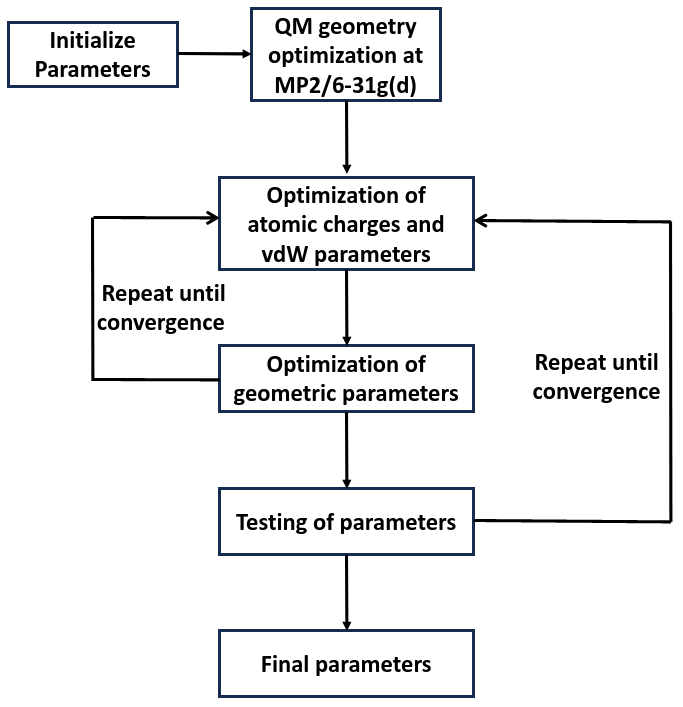 Initialize
Parameters
QM geometry
optimization at
MP2/6-31g(d)
Optimization of
atomic charges and
vdW parameters
Repeat until
convergence
Optimization of
geometric parameters
Repeat until
convergence
Testing of parameters
Final parameters